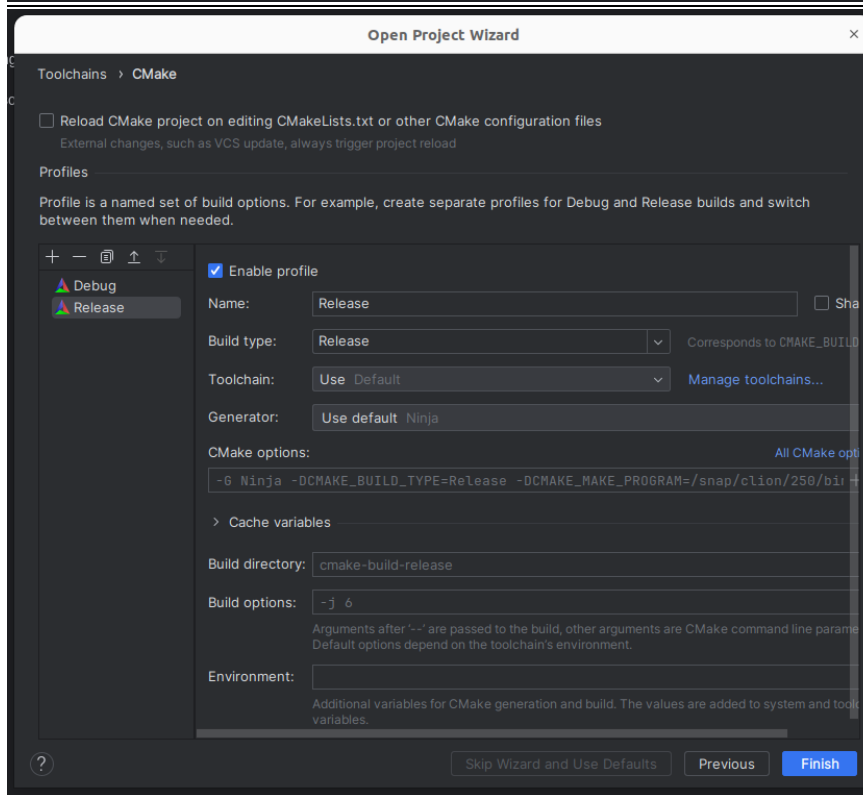 Open Project Wizard
Toolchains › CMake
Reload CMake project on editing CMakeLists.txt or other CMake configuration files
External changes, such as VCS update, always trigger project reload
Profiles
Profile is a named set of build options. For example, create separate profiles for Debug and Release builds and switch
between them when needed.
Debug
Release
Enable profile
Name: Release Sha
Build type: Release Corresponds to CMAKE_BUILD
Toolchain: Use Default Manage toolchains...
Generator: Use default Ninja
CMake options: All CMake opti
-G Ninja -DCMAKE_BUILD_TYPE=Release -DCMAKE_MAKE_PROGRAM=/snap/clion/250/bin
Cache variables
Build directory: cmake-build-release
Build options: -j 6
Arguments after '--' are passed to the build, other arguments are CMake command line parame
Default options depend on the toolchain's environment.
Environment:
Additional variables for CMake generation and build. The values are added to system and toolc
variables.
? Skip Wizard and Use Defaults Previous Finish